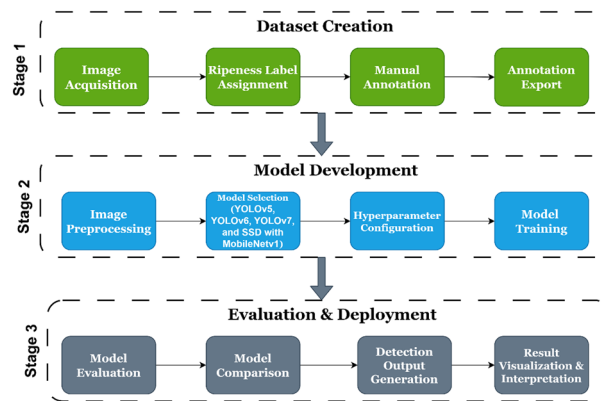 Stage 1
Dataset Creation
Image
Acquisition
Ripeness Label
Assignment
Manual
Annotation
Annotation
Export
Stage 2
Model Development
Image
Preprocessing
Model Selection
(YOLOv5,
YOLOv6, YOLOv7,
and SSD with
MobileNetv1)
Hyperparameter
Configuration
Model
Training
Stage 3
Evaluation & Deployment
Model
Evaluation
Model
Comparison
Detection
Output
Generation
Result
Visualization &
Interpretation